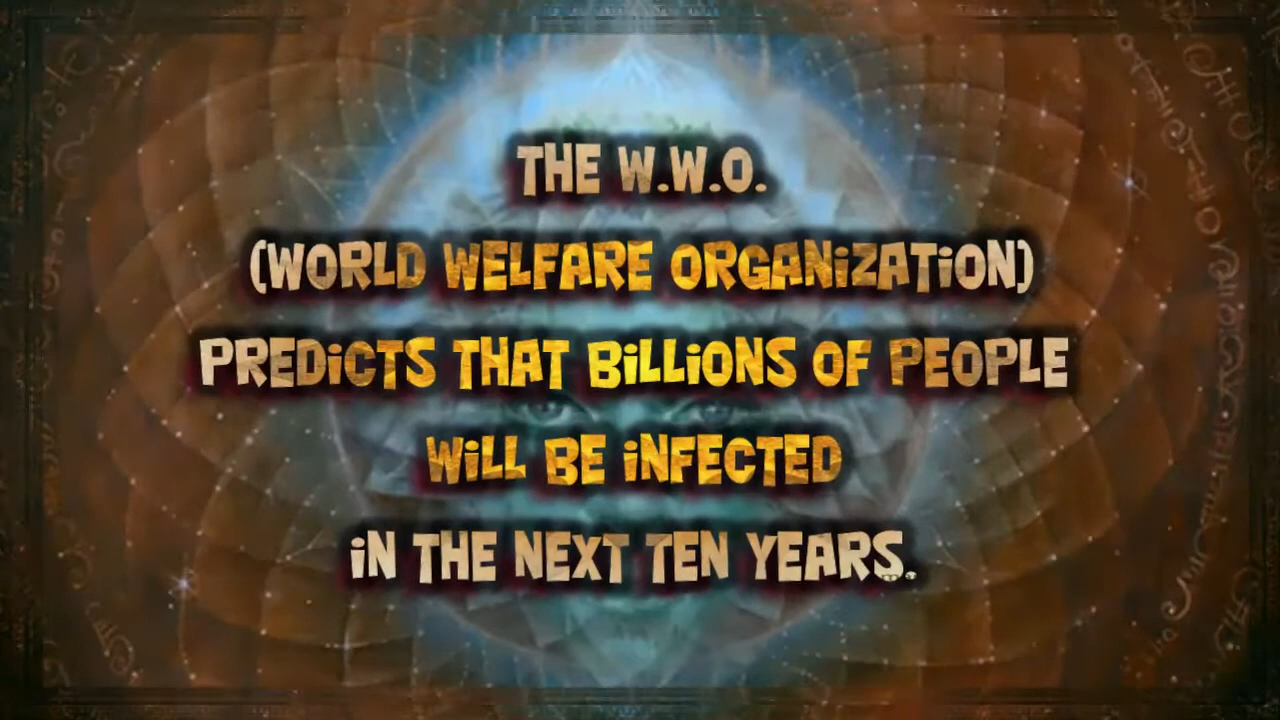 THE W.W.O.
(WORLD WELFARE ORGANiZATiON)
PREDiCTS THAT BiLLiONS OF PEOPLE
WiLL BE iNFECTED
iN THE NEXT TEN YEARS.